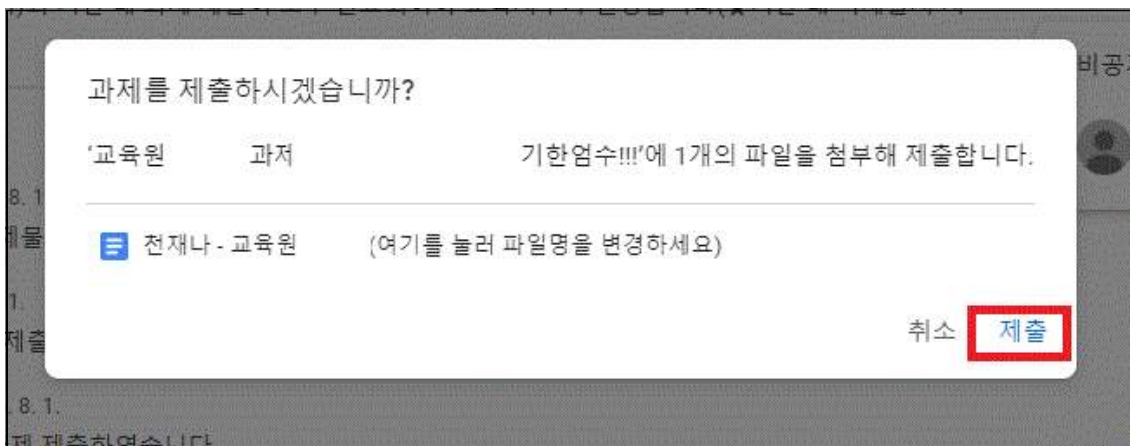 비공
과제를 제출하시겠습니까?
'교육원 과저 기한엄수!!!'에 1개의 파일을 첨부해 제출합니다.
8. 1
천재나 - 교육원 (여기를 눌러 파일명을 변경하세요)
1.
제출
취소 제출
. 8. 1.
제 제출하였습니다